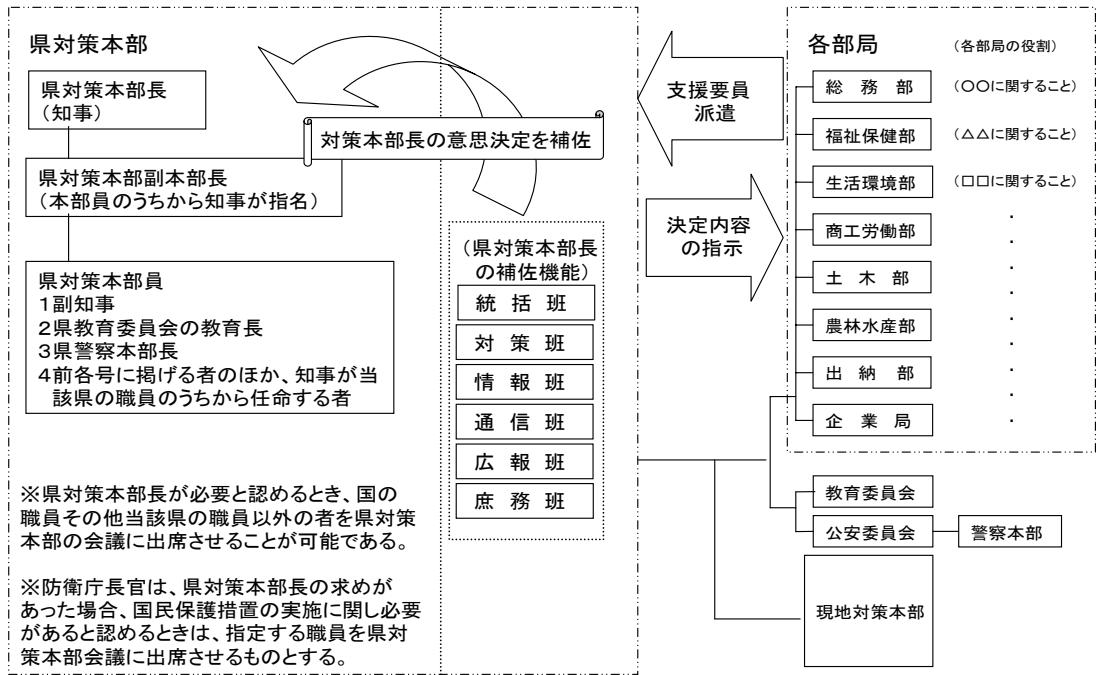 県対策本部
県対策本部長
(知事)
対策本部長の意思決定を補佐
県対策本部副本部長
(本部員のうちから知事が指名)
県対策本部員
1副知事
2県教育委員会の教育長
3県警察本部長
4前各号に掲げる者のほか、知事が当
該県の職員のうちから任命する者
※県対策本部長が必要と認めるとき、国の
職員その他当該県の職員以外の者を県対策
本部の会議に出席させることが可能である。
※防衛庁長官は、県対策本部長の求めが
あった場合、国民保護措置の実施に関し必要
があると認めるときは、指定する職員を県対
策本部会議に出席させるものとする。
(県対策本部長
の補佐機能)
統 括 班
対 策 班
情 報 班
通 信 班
広 報 班
庶 務 班
支援要員
派遣
決定内容
の指示
各部局 (各部局の役割)
総 務 部 (○○に関すること)
福祉保健部 (△△に関すること)
生活環境部 (□□に関すること)
商工労働部
土 木 部
農林水産部
出 納 部
企 業 局
教育委員会
公安委員会 警察本部
現地対策本部